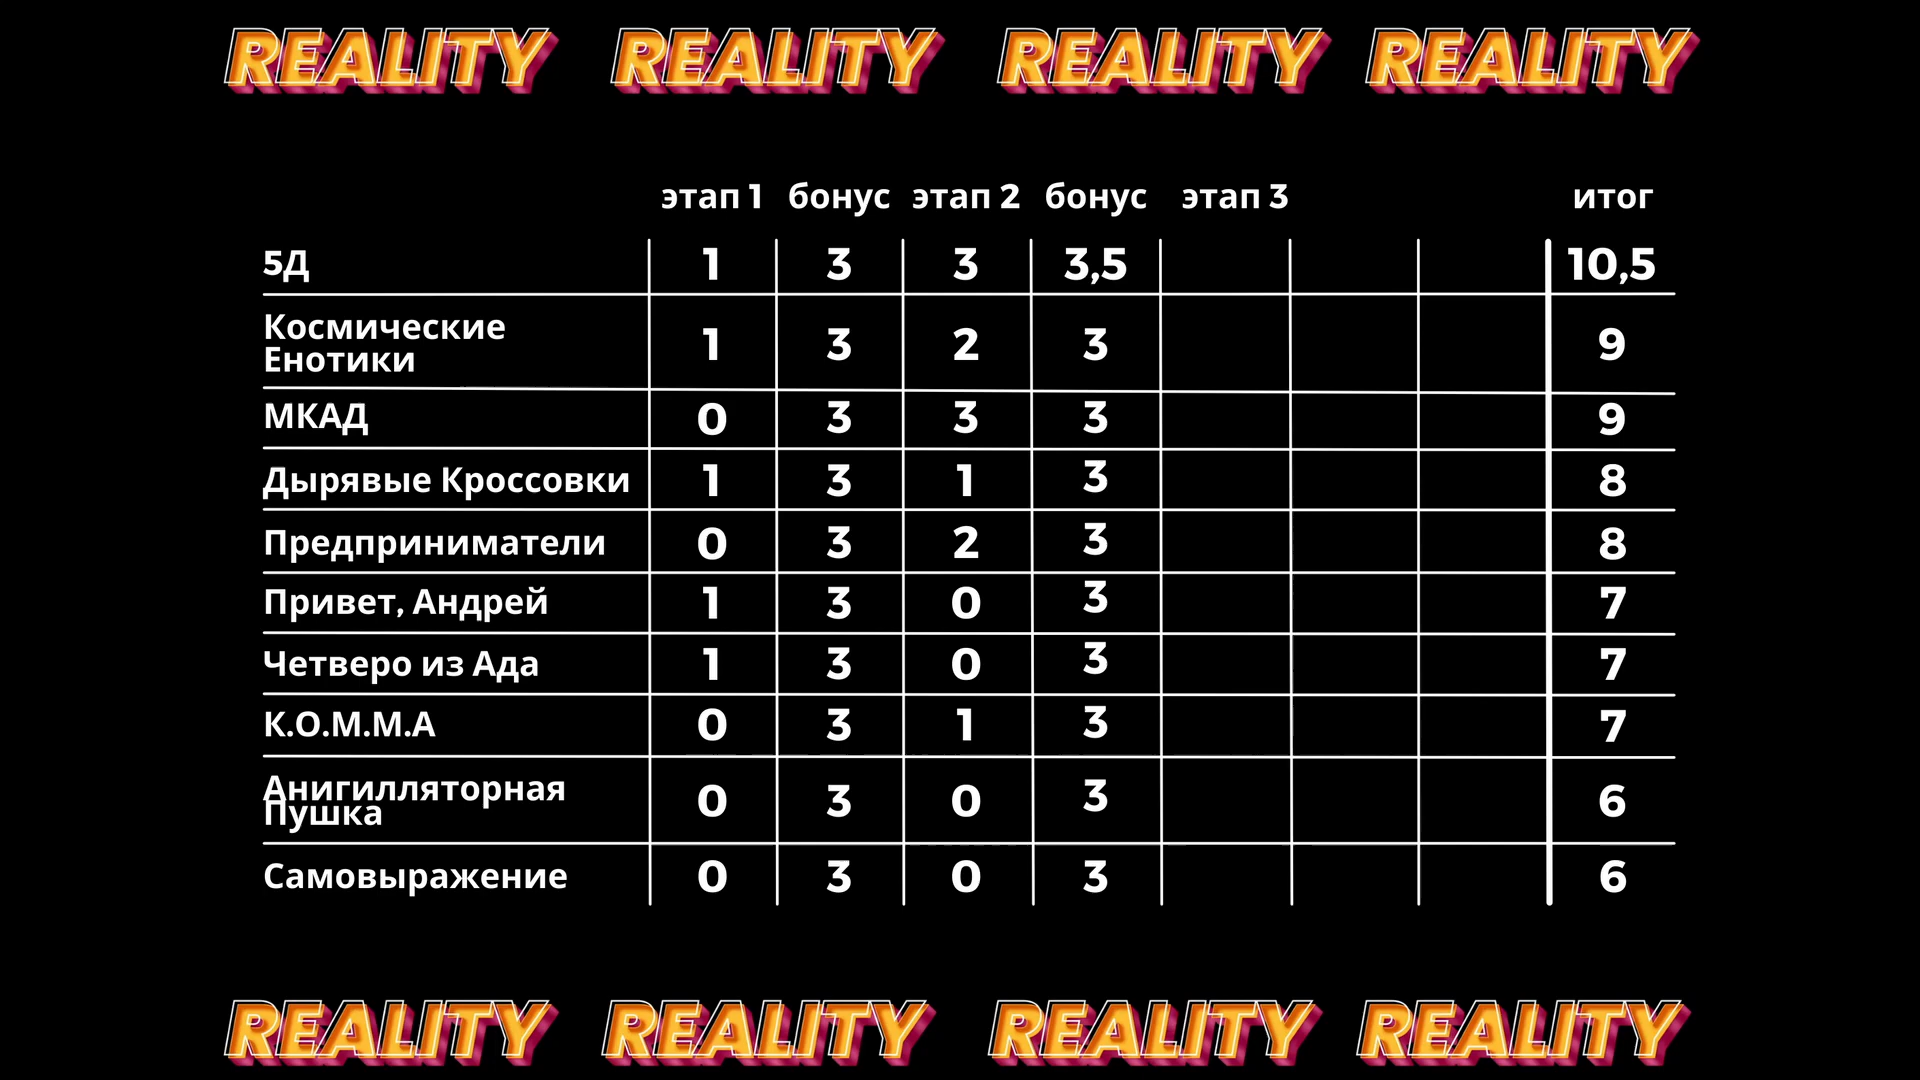 REALITY REALITY REALITY REALITY
этап 1 бонус этап 2 бонус этап 3 итог
5Д 1 3 3 3,5 10,5
Космические
Енотики 1 3 2 3 9
МКАД 0 3 3 3 9
Дырявые Кроссовки 1 3 1 3 8
Предприниматели 0 3 2 3 8
Привет, Андрей 1 3 0 3 7
Четверо из Ада 1 3 0 3 7
К.О.М.М.А 0 3 1 3 7
Анигилляторная
Пушка 0 3 0 3 6
Самовыражение 0 3 0 3 6
REALITY REALITY REALITY REALITY